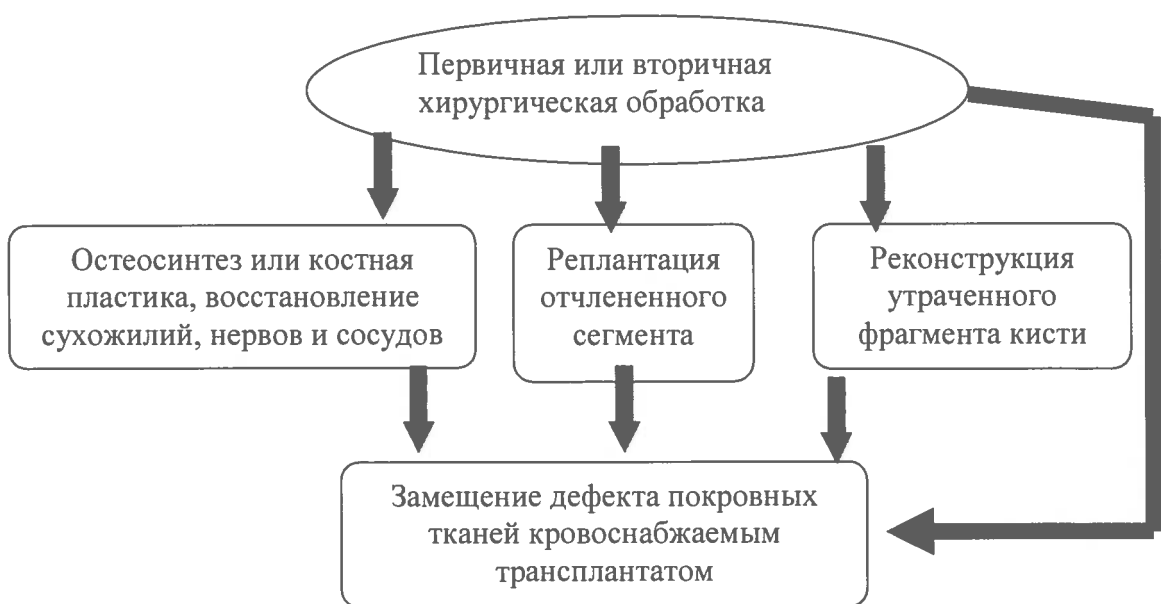 Первичная или вторичная
хирургическая обработка
Остеосинтез или костная
пластика, восстановление
сухожилий, нервов и сосудов
Реплантация
отчлененного
сегмента
Реконструкция
утраченного
фрагмента кисти
Замещение дефекта покровных
тканей кровоснабжаемым
трансплантатом